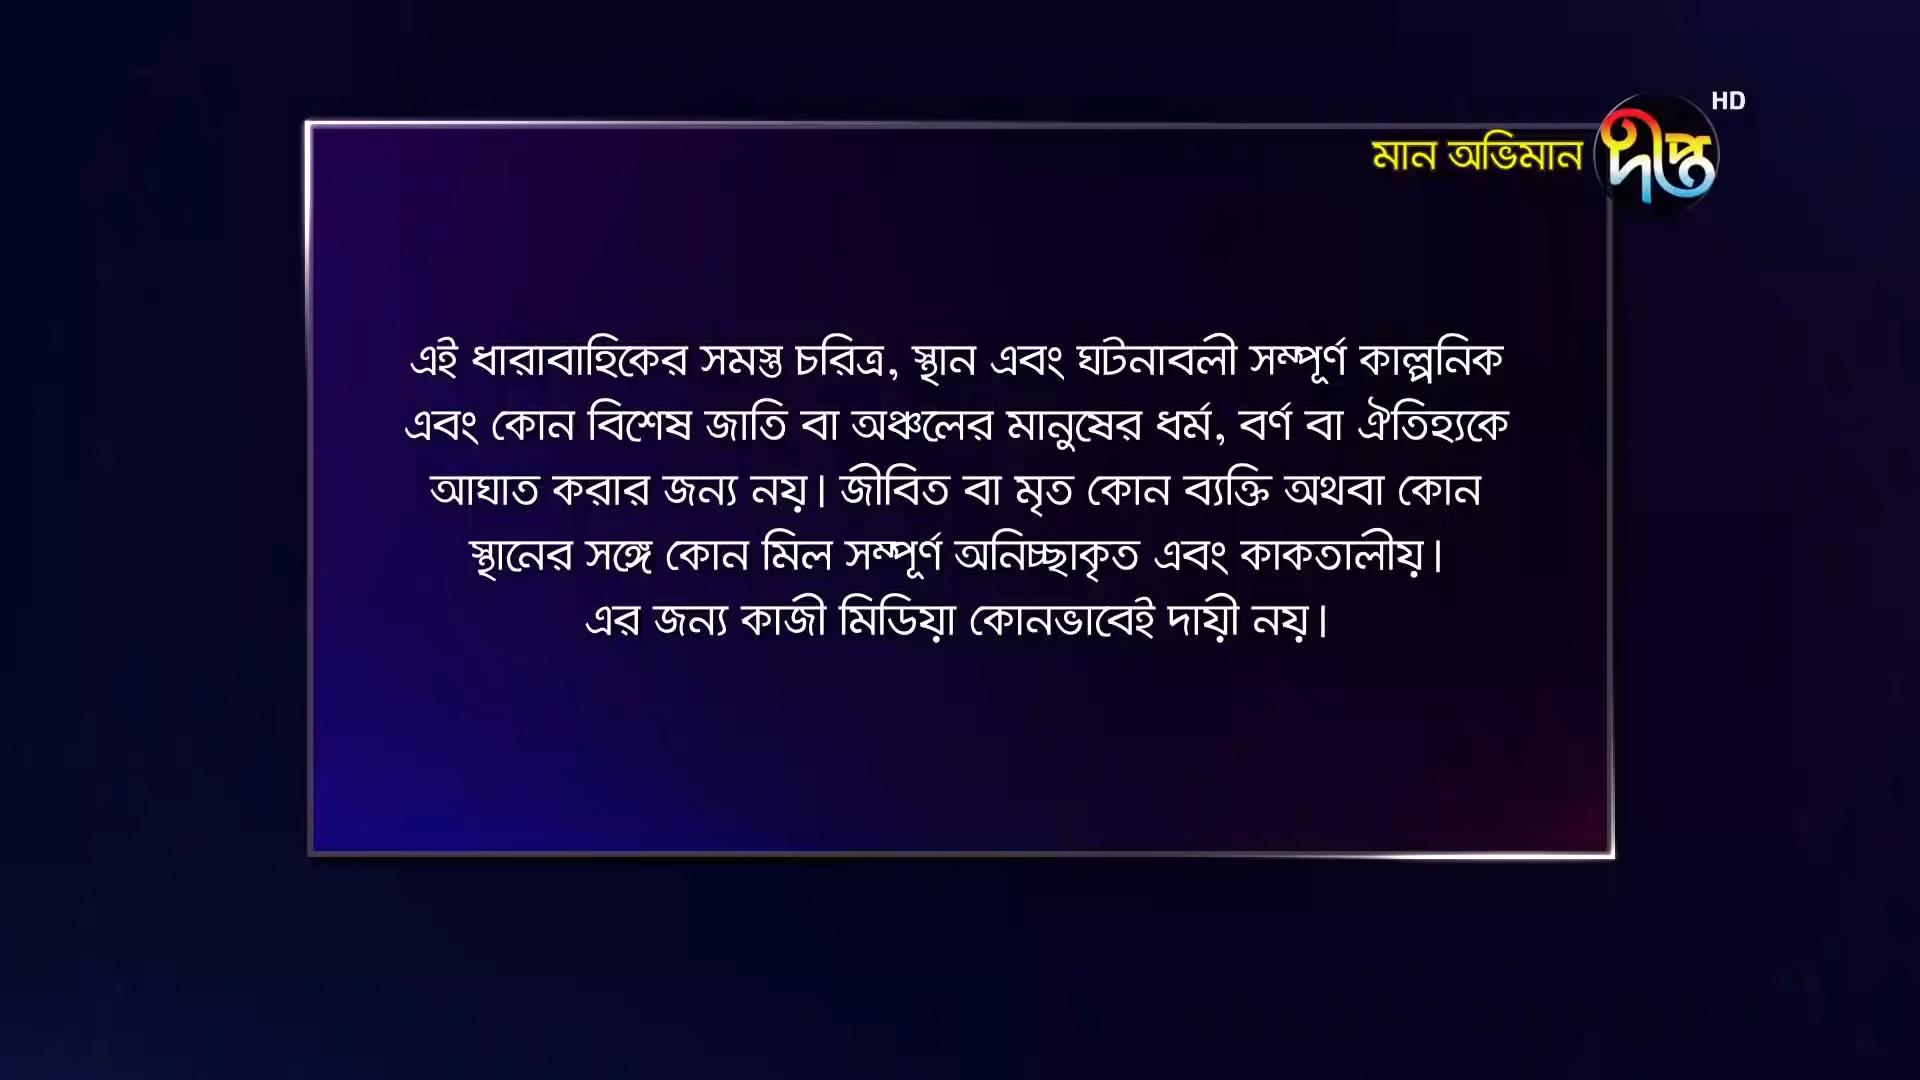 HD
মান অভিমান দীপ্ত
এই ধারাবাহিকের সমস্ত চরিত্র, স্থান এবং ঘটনাবলী সম্পূর্ণ কাল্পনিক
এবং কোন বিশেষ জাতি বা অঞ্চলের মানুষের ধর্ম, বর্ণ বা ঐতিহ্যকে
আঘাত করার জন্য নয়। জীবিত বা মৃত কোন ব্যক্তি অথবা কোন
স্থানের সঙ্গে কোন মিল সম্পূর্ণ অনিচ্ছাকৃত এবং কাকতালীয়।
এর জন্য কাজী মিডিয়া কোনভাবেই দায়ী নয়।